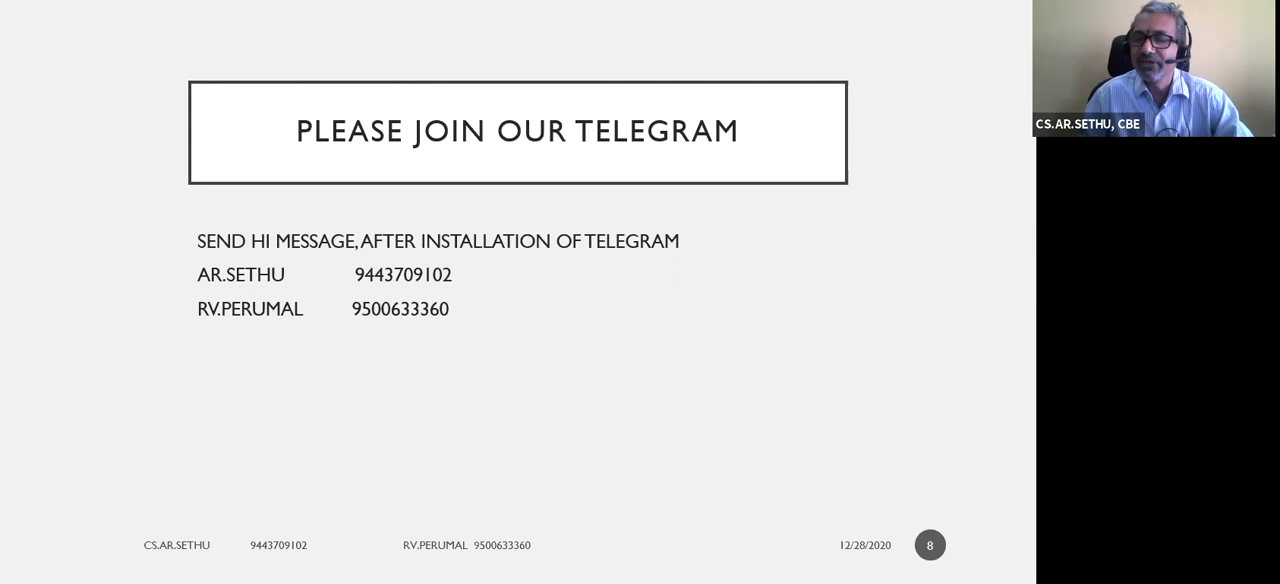 PLEASE JOIN OUR TELEGRAM
SEND HI MESSAGE, AFTER INSTALLATION OF TELEGRAM
AR.SETHU 9443709102
RV.PERUMAL 9500633360
CS.AR.SETHU 9443709102 RV.PERUMAL 9500633360 12/28/2020 8
CS.AR.SETHU, CBE